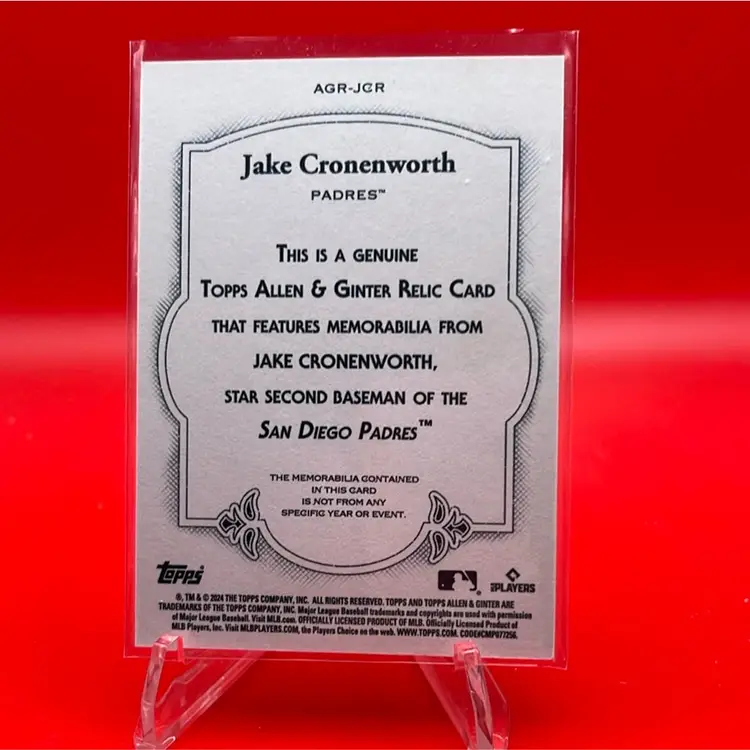 AGR-JCR
Jake Cronenworth
PADRES™
THIS IS A GENUINE
TOPPS ALLEN & GINTER RELIC CARD
THAT FEATURES MEMORABILIA FROM
JAKE CRONENWORTH,
STAR SECOND BASEMAN OF THE
SAN DIEGO PADRES™
THE MEMORABILIA CONTAINED
IN THIS CARD
IS NOT FROM ANY
SPECIFIC YEAR OR EVENT.
Topps
PLAYERS
®, TM & © 2024 THE TOPPS COMPANY, INC. ALL RIGHTS RESERVED. TOPPS AND TOPPS ALLEN & GINTER ARE
TRADEMARKS OF THE TOPPS COMPANY, INC. Major League Baseball trademarks and copyrights are used with permission
of Major League Baseball. Visit MLB.com. OFFICIALLY LICENSED PRODUCT OF MLB. Officially Licensed Product of
MLB Players, Inc. Visit MLBPLAYERS.COM, the Players Choice on the web. WWW.TOPPS.COM. CODE#CMP077256.